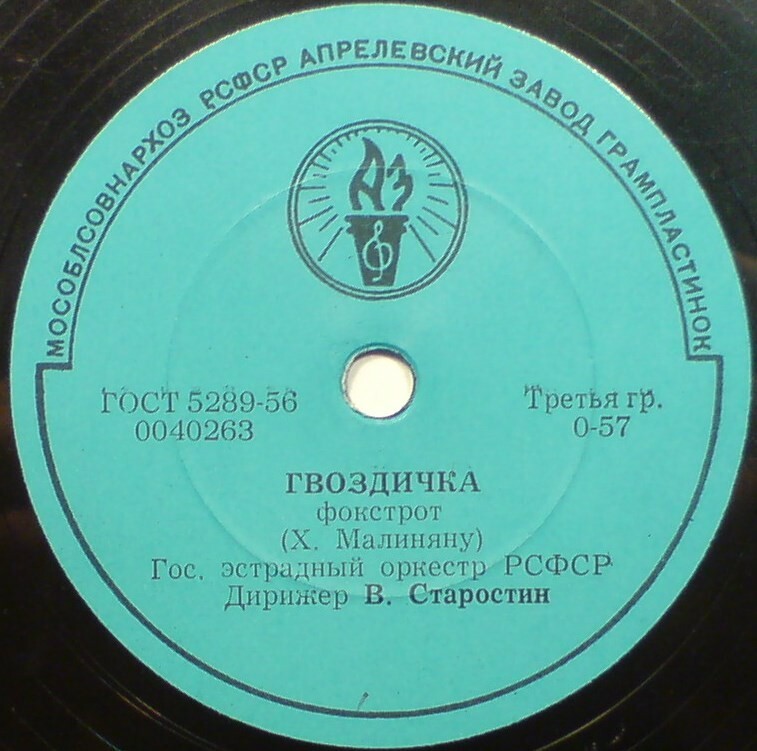 МОСОБЛСОВНАРХОЗ РСФСР АПРЕЛЕВСКИЙ ЗАВОД ГРАМПЛАСТИНОК
АЗ
ГОСТ 5289-56
0040263
Третья гр.
0-57
ГВОЗДИЧКА
фокстрот
(Х. Малиняну)
Гос. эстрадный оркестр РСФСР
Дирижер В. Старостин